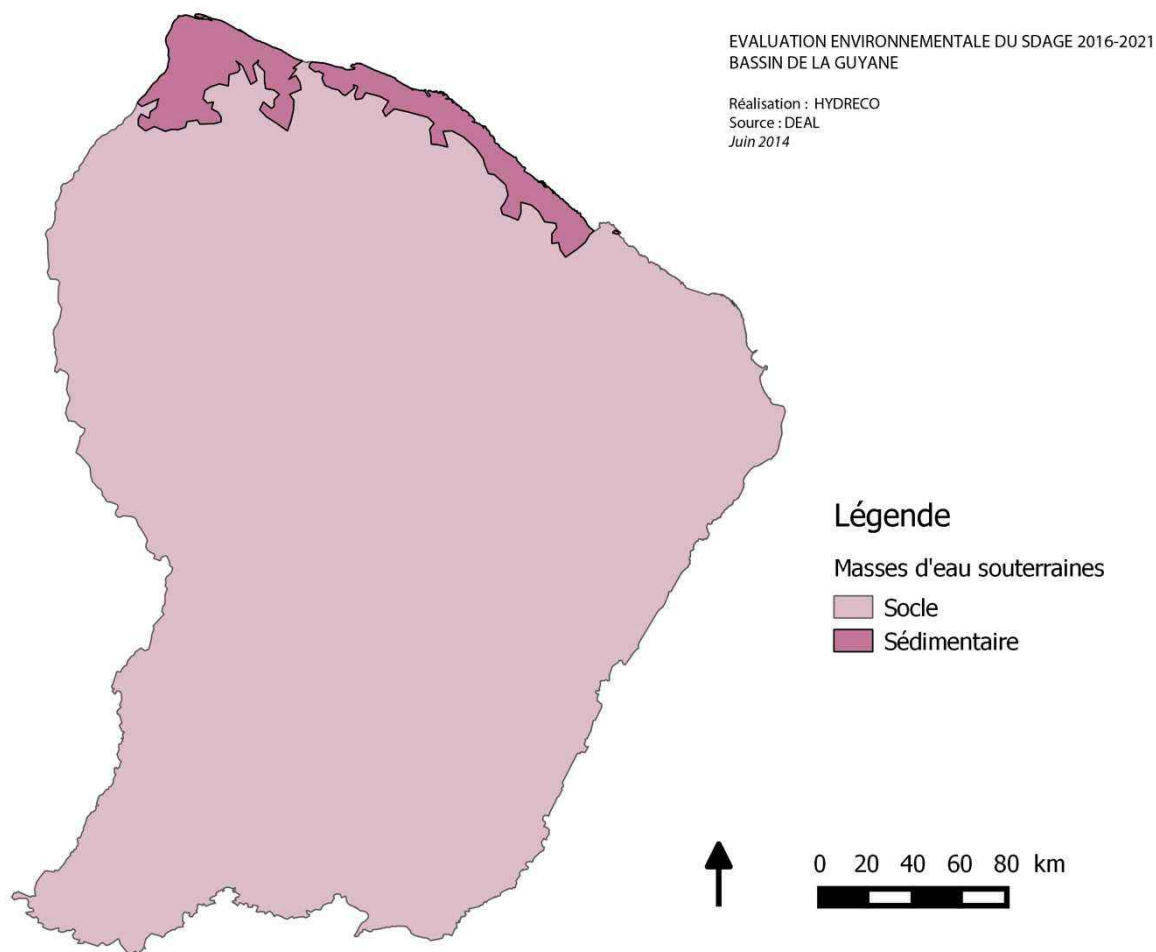 EVALUATION ENVIRONNEMENTALE DU SDAGE 2016-2021
BASSIN DE LA GUYANE
Réalisation : HYDRECO
Source : DEAL
Juin 2014
Légende
Masses d'eau souterraines
Socle
Sédimentaire
0 20 40 60 80 km